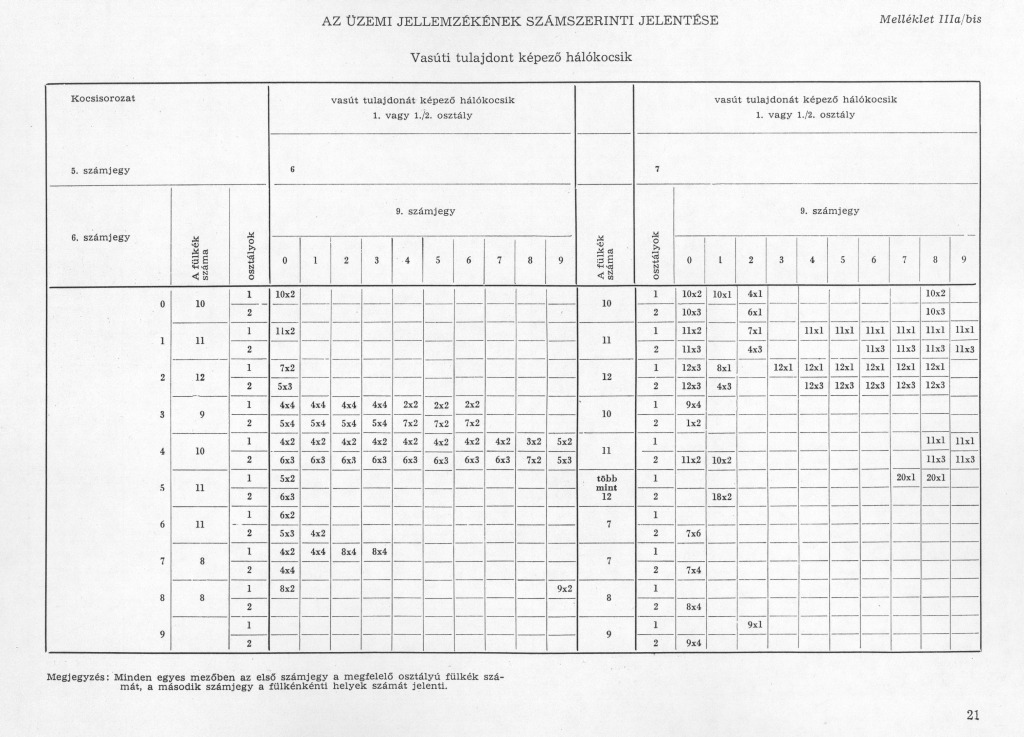 AZ ÜZEMI JELLEMZÉKÉNEK SZÁMSZERINTI JELENTÉSE
Melléklet IIIa/bis
Vasúti tulajdont képező hálókocsik
Kocsisorozat
vasút tulajdonát képező hálókocsik
1. vagy 1./2. osztály
vasút tulajdonát képező hálókocsik
1. vagy 1./2. osztály
5. számjegy 6 7
6. számjegy
A fülkék száma
osztályok
9. számjegy
0 1 2 3 4 5 6 7 8 9
A fülkék száma
osztályok
9. számjegy
0 1 2 3 4 5 6 7 8 9
0 10 1 10x2 10 1 10x2 10x1 4x1 10x2
2 2 10x3 6x1 10x3
1 11 1 11x2 11 1 11x2 7x1 11x1 11x1 11x1 11x1 11x1 11x1
2 2 11x3 4x3 11x3 11x3 11x3 11x3
2 12 1 7x2 12 1 12x3 8x1 12x1 12x1 12x1 12x1 12x1 12x1
2 5x3 2 12x3 4x3 12x3 12x3 12x3 12x3 12x3
3 9 1 4x4 4x4 4x4 4x4 2x2 2x2 2x2 10 1 9x4
2 5x4 5x4 5x4 5x4 7x2 7x2 7x2 2 1x2
4 10 1 4x2 4x2 4x2 4x2 4x2 4x2 4x2 4x2 3x2 5x2 11 1 11x1 11x1
2 6x3 6x3 6x3 6x3 6x3 6x3 6x3 6x3 7x2 5x3 2 11x2 10x2 11x3 11x3
5 11 1 5x2 több mint 12 1 20x1 20x1
2 6x3 2 18x2
6 11 1 6x2 7 1
2 5x3 4x2 2 7x6
7 8 1 4x2 4x4 8x4 8x4 7 1
2 4x4 2 7x4
8 8 1 8x2 9x2 8 1
2 2 8x4
9 1 9 1 9x1
2 2 9x4
Megjegyzés: Minden egyes mezőben az első számjegy a megfelelő osztályú fülkék szá-
mát, a második számjegy a fülkénkénti helyek számát jelenti.
21